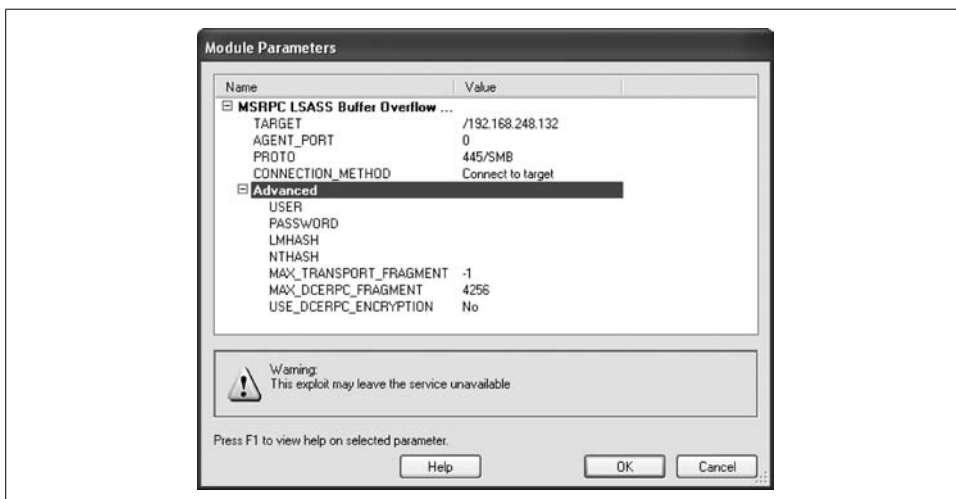 Module Parameters
Name Value
MSRPC LSASS Buffer Overflow ...
TARGET /192.168.248.132
AGENT_PORT 0
PROTO 445/SMB
CONNECTION_METHOD Connect to target
Advanced
USER
PASSWORD
LMHASH
NTHASH
MAX_TRANSPORT_FRAGMENT -1
MAX_DCERPC_FRAGMENT 4256
USE_DCERPC_ENCRYPTION No
Warning:
This exploit may leave the service unavailable
Press F1 to view help on selected parameter.
Help OK Cancel